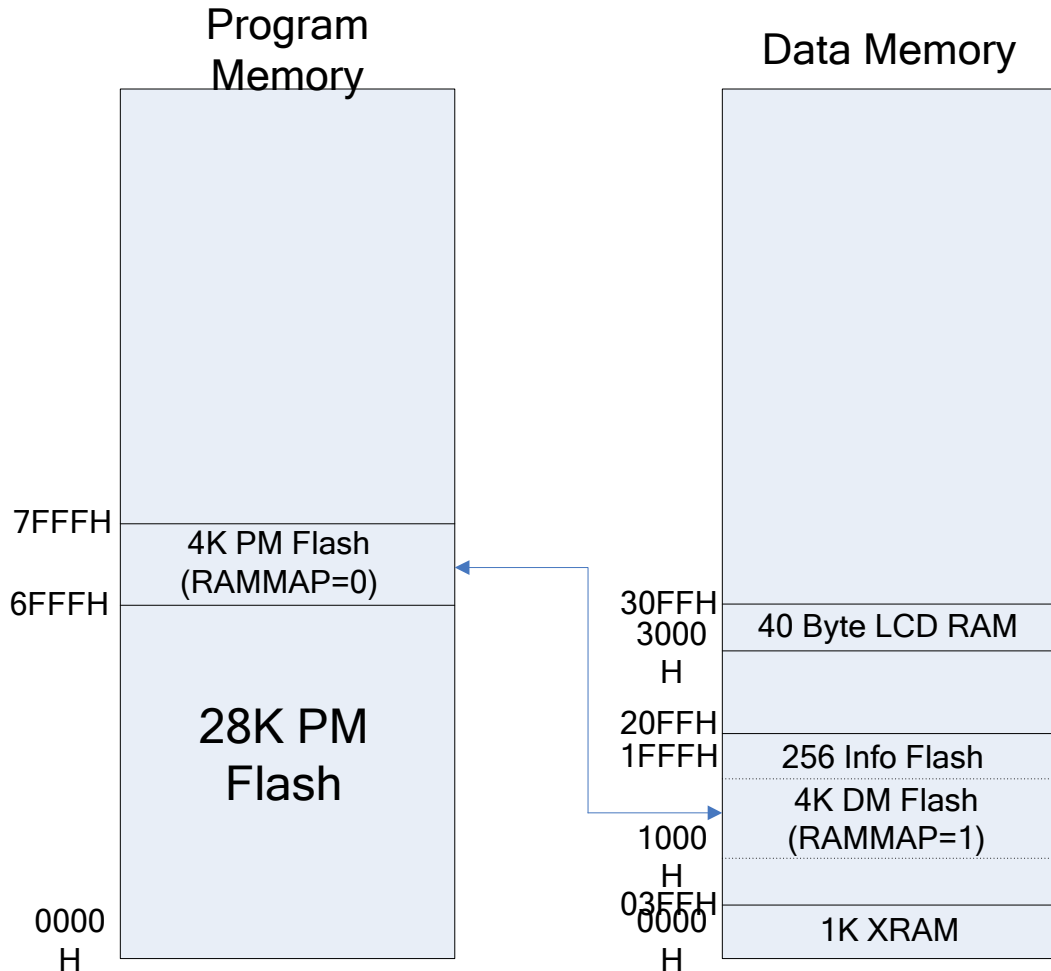 Program
Memory
7FFFH
4K PM Flash
(RAMMAP=0)
6FFFH
28K PM
Flash
0000
H
Data Memory
30FFH
40 Byte LCD RAM
3000
H
20FFH
1FFFH
256 Info Flash
4K DM Flash
(RAMMAP=1)
1000
H
03FFH
0000
H
1K XRAM